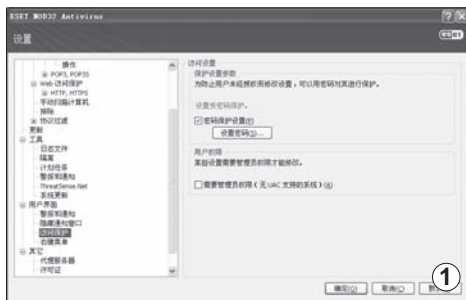 ESET NOD32 Antivirus
设置
操作
POP3, POP3S
Web 访问保护
HTTP, HTTPS
手动扫描计算机
排除
协议过滤
更新
工具
日志文件
隔离
计划任务
警报和通知
ThreatSense.Net
系统更新
用户界面
警报和通知
隐藏通知窗口
访问保护
右键菜单
其它
代理服务器
许可证
访问设置
保护设置参数
为防止用户未经授权而修改设置，可以用密码对其进行保护。
设置受密码保护。
密码保护设置(P)
设置密码(S)...
用户权限
某些设置需要管理员权限才能修改。
需要管理员权限（无 UAC 支持的系统）(A)
确定(O)
取消(C)
默
1